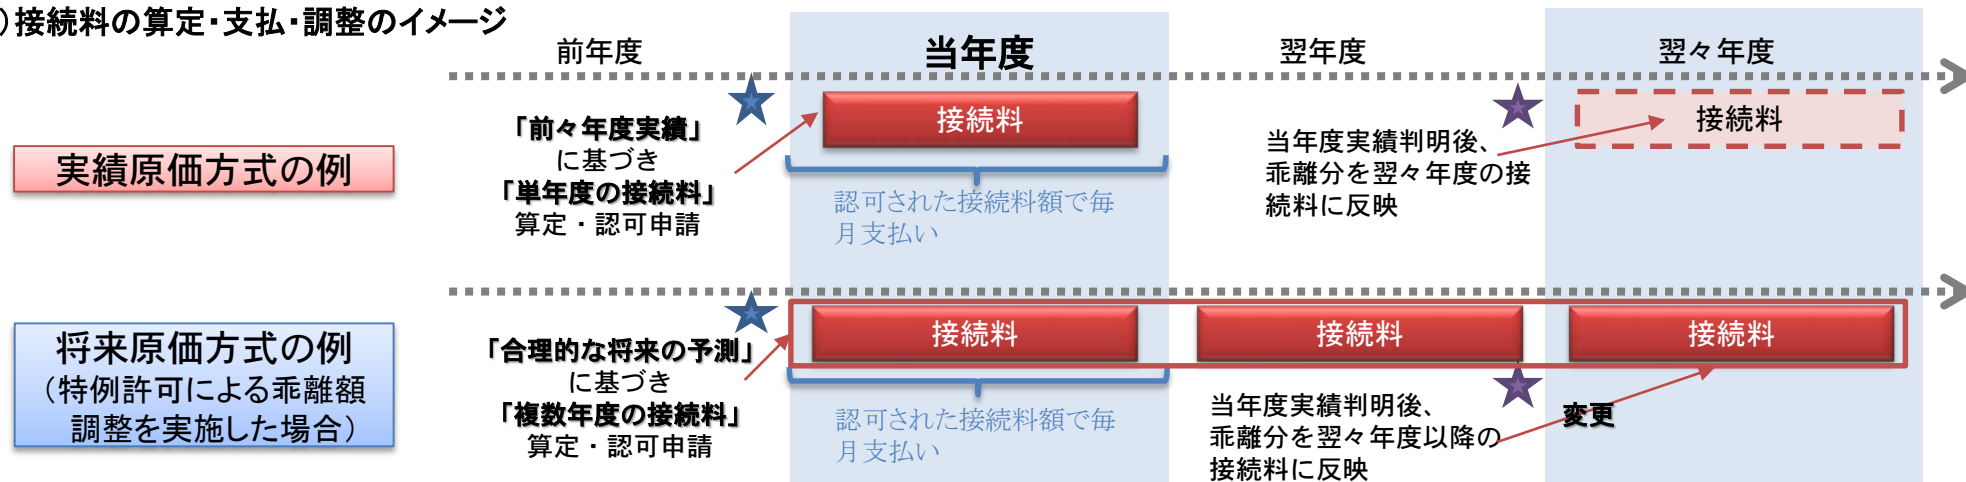 ）接続料の算定・支払・調整のイメージ
前年度
当年度
翌年度
翌々年度
実績原価方式の例
「前々年度実績」
に基づき
「単年度の接続料」
算定・認可申請
接続料
認可された接続料額で毎
月支払い
当年度実績判明後、
乖離分を翌々年度の接
続料に反映
接続料
将来原価方式の例
（特例許可による乖離額
調整を実施した場合）
「合理的な将来の予測」
に基づき
「複数年度の接続料」
算定・認可申請
接続料
接続料
接続料
認可された接続料額で毎
月支払い
当年度実績判明後、
乖離分を翌々年度以降の
接続料に反映
変更